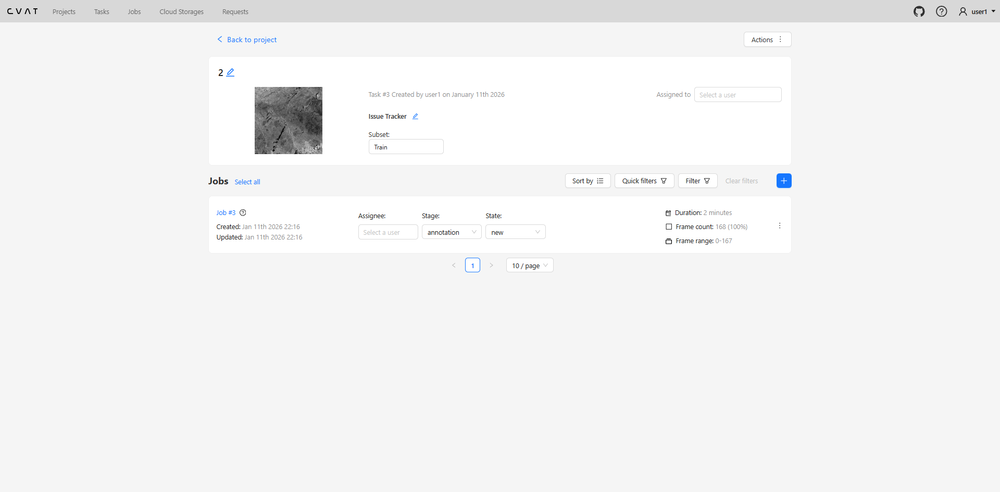 CVAT Projects Tasks Jobs Cloud Storages Requests user1
Back to project Actions
2
Task #3 Created by user1 on January 11th 2026 Assigned to Select a user
Issue Tracker
Subset:
Train
Jobs Select all Sort by Quick filters Filter Clear filters
Job #3
Created: Jan 11th 2026 22:16
Updated: Jan 11th 2026 22:16
Assignee: Stage: State:
Select a user annotation new
Duration: 2 minutes
Frame count: 168 (100%)
Frame range: 0-167
< 1 > 10 / page